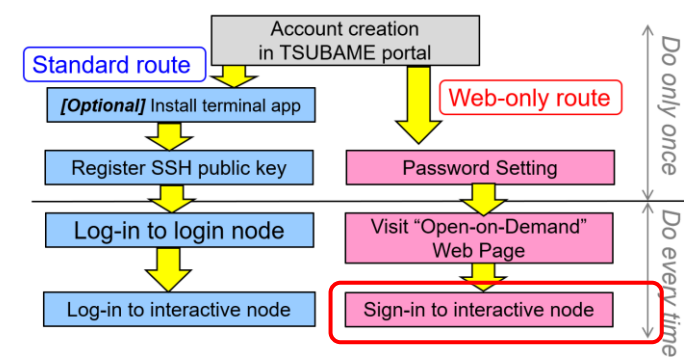 Account creation
in TSUBAME portal
Standard route
Web-only route
[Optional] Install terminal app
Register SSH public key
Password Setting
Do only once
Log-in to login node
Visit “Open-on-Demand”
Web Page
Log-in to interactive node
Sign-in to interactive node
Do every time